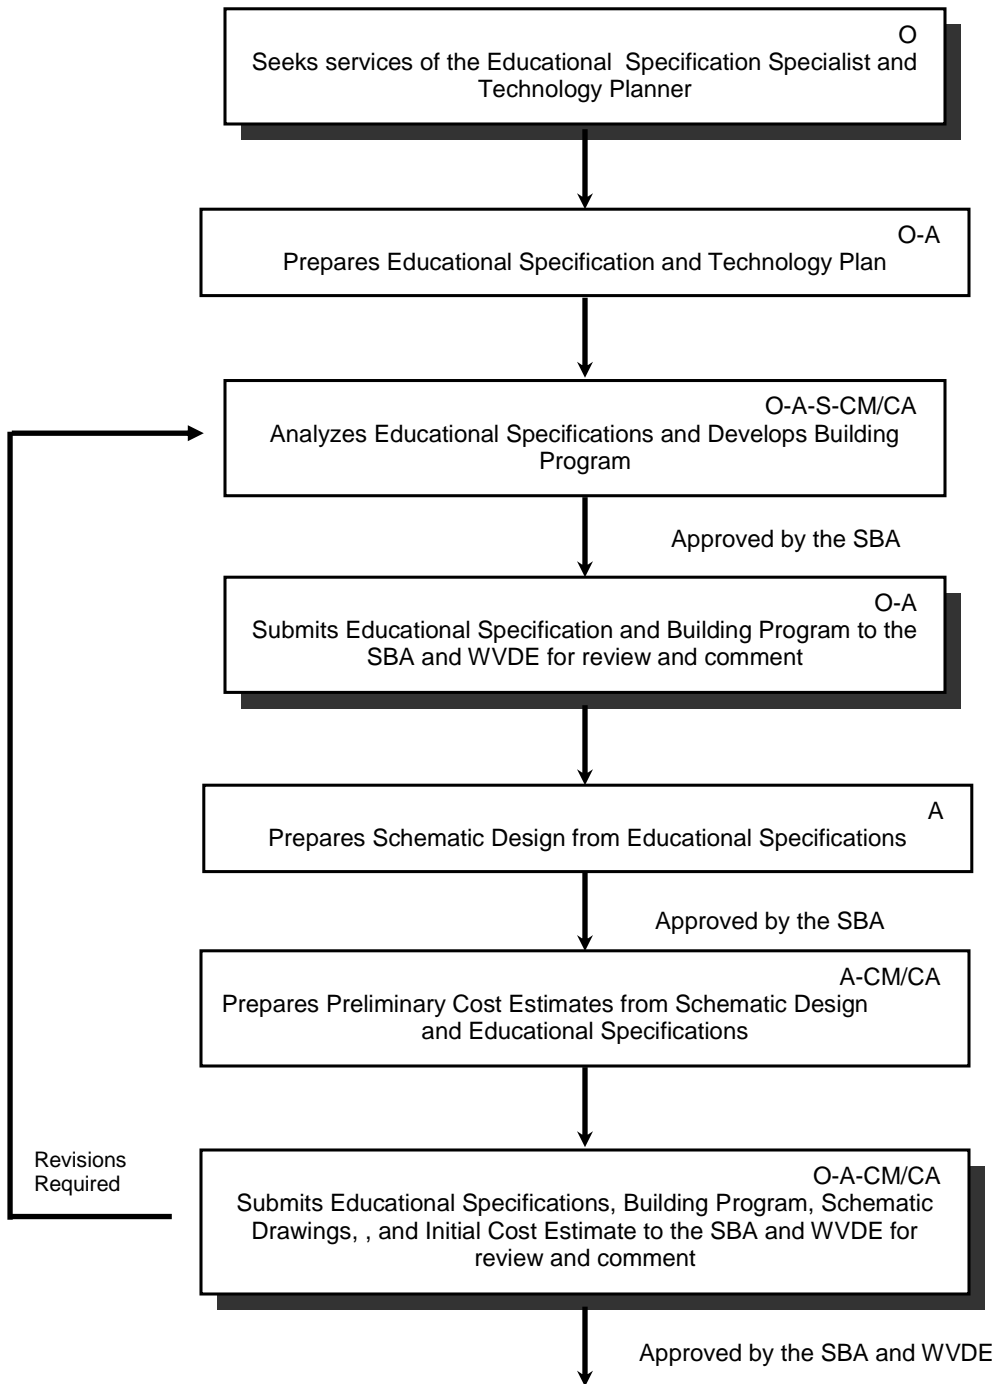 O
Seeks services of the Educational  Specification Specialist and
Technology Planner
O-A
Prepares Educational Specification and Technology Plan
O-A-S-CM/CA
Analyzes Educational Specifications and Develops Building
Program
Approved by the SBA
O-A
Submits Educational Specification and Building Program to the
SBA and WVDE for review and comment
A
Prepares Schematic Design from Educational Specifications
Approved by the SBA
A-CM/CA
Prepares Preliminary Cost Estimates from Schematic Design
and Educational Specifications
Revisions
Required
O-A-CM/CA
Submits Educational Specifications, Building Program, Schematic
Drawings, , and Initial Cost Estimate to the SBA and WVDE for
review and comment
Approved by the SBA and WVDE